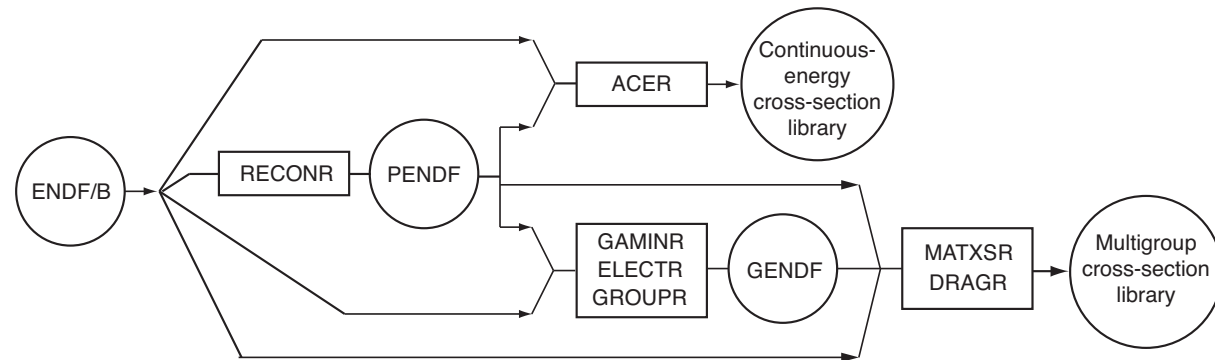 ENDF/B
RECONR
PENDF
ACER
Continuous-
energy
cross-section
library
GAMINR
ELECTR
GROUPR
GENDF
MATXSR
DRAGR
Multigroup
cross-section
library